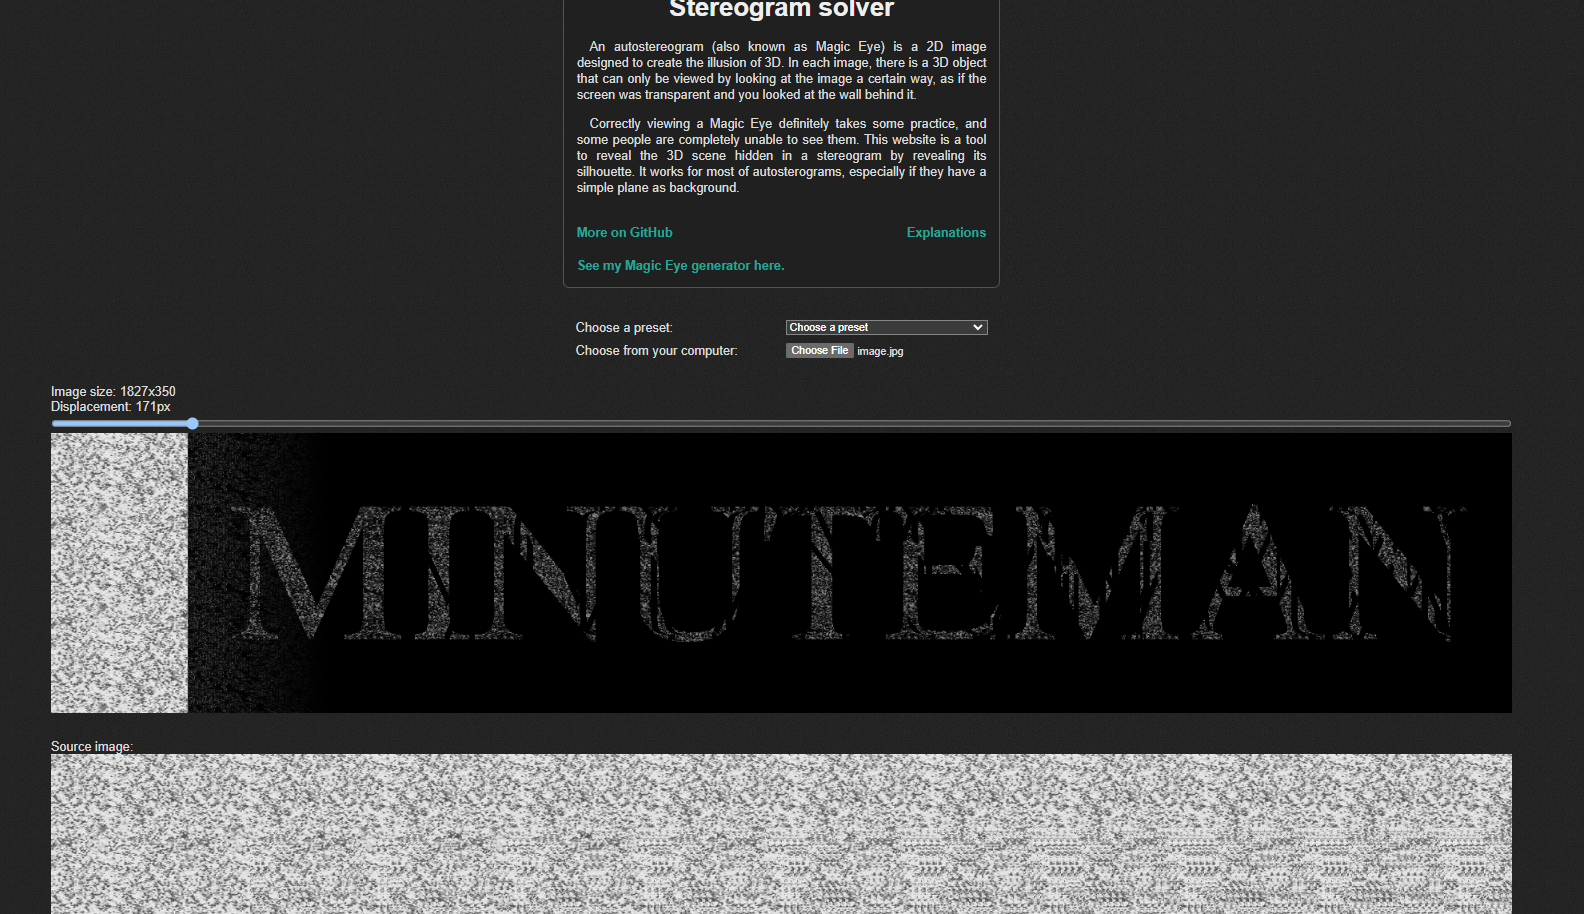 Stereogram solver
An autostereogram (also known as Magic Eye) is a 2D image
designed to create the illusion of 3D. In each image, there is a 3D object
that can only be viewed by looking at the image a certain way, as if the
screen was transparent and you looked at the wall behind it.
Correctly viewing a Magic Eye definitely takes some practice, and
some people are completely unable to see them. This website is a tool
to reveal the 3D scene hidden in a stereogram by revealing its
silhouette. It works for most of autosterograms, especially if they have a
simple plane as background.
More on GitHub
Explanations
See my Magic Eye generator here.
Choose a preset:
Choose a preset
Choose from your computer:
Choose File image.jpg
Image size: 1827x350
Displacement: 171px
MINUTEMAN
Source image: